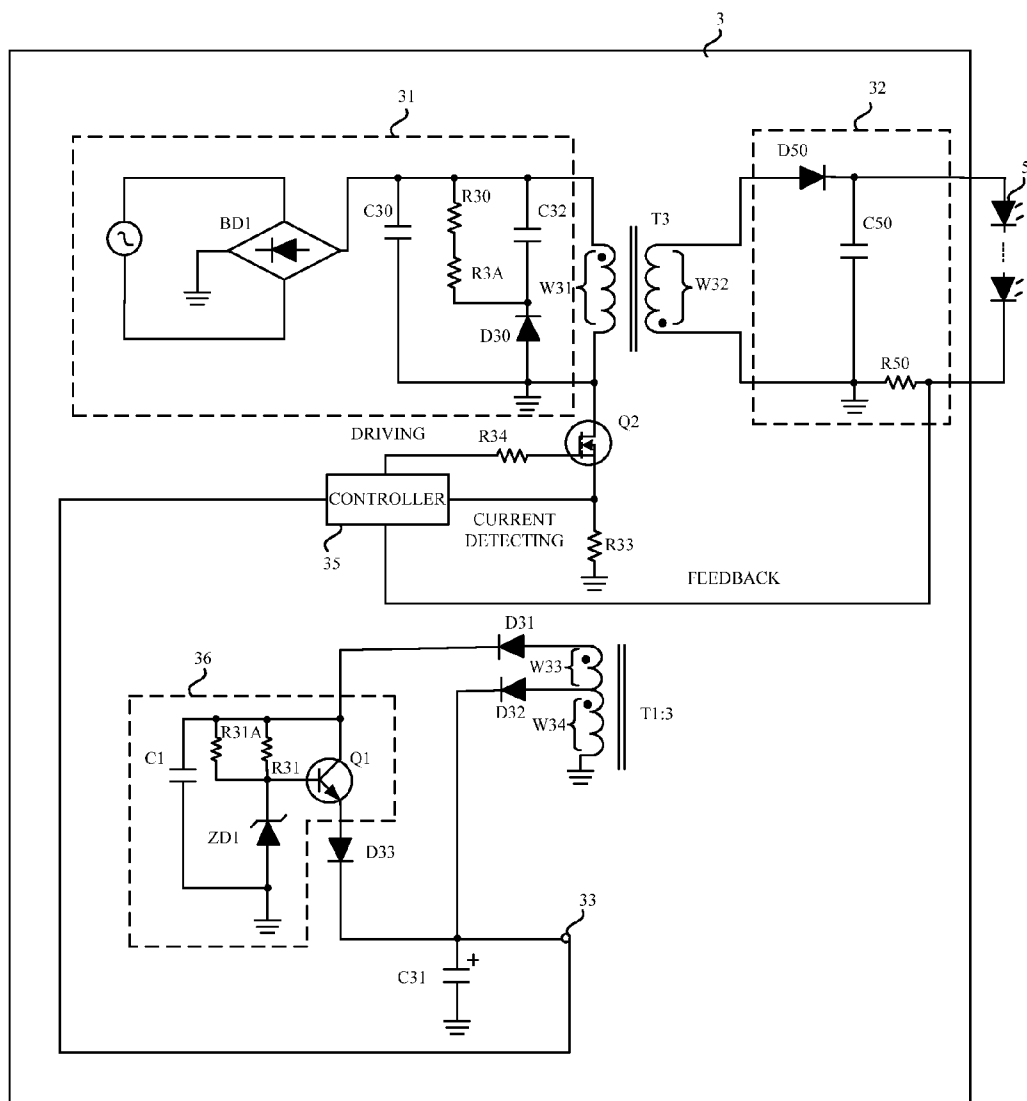 3
31
32
D50
5
R30
C30
C32
BD1
T3
C50
R3A
W31
W32
D30
R50
DRIVING
Q2
R34
CONTROLLER
CURRENT
DETECTING
R33
35
FEEDBACK
D31
36
W33
D32
T1:3
W34
R31A
C1
Q1
R31
ZD1
D33
33
C31
+